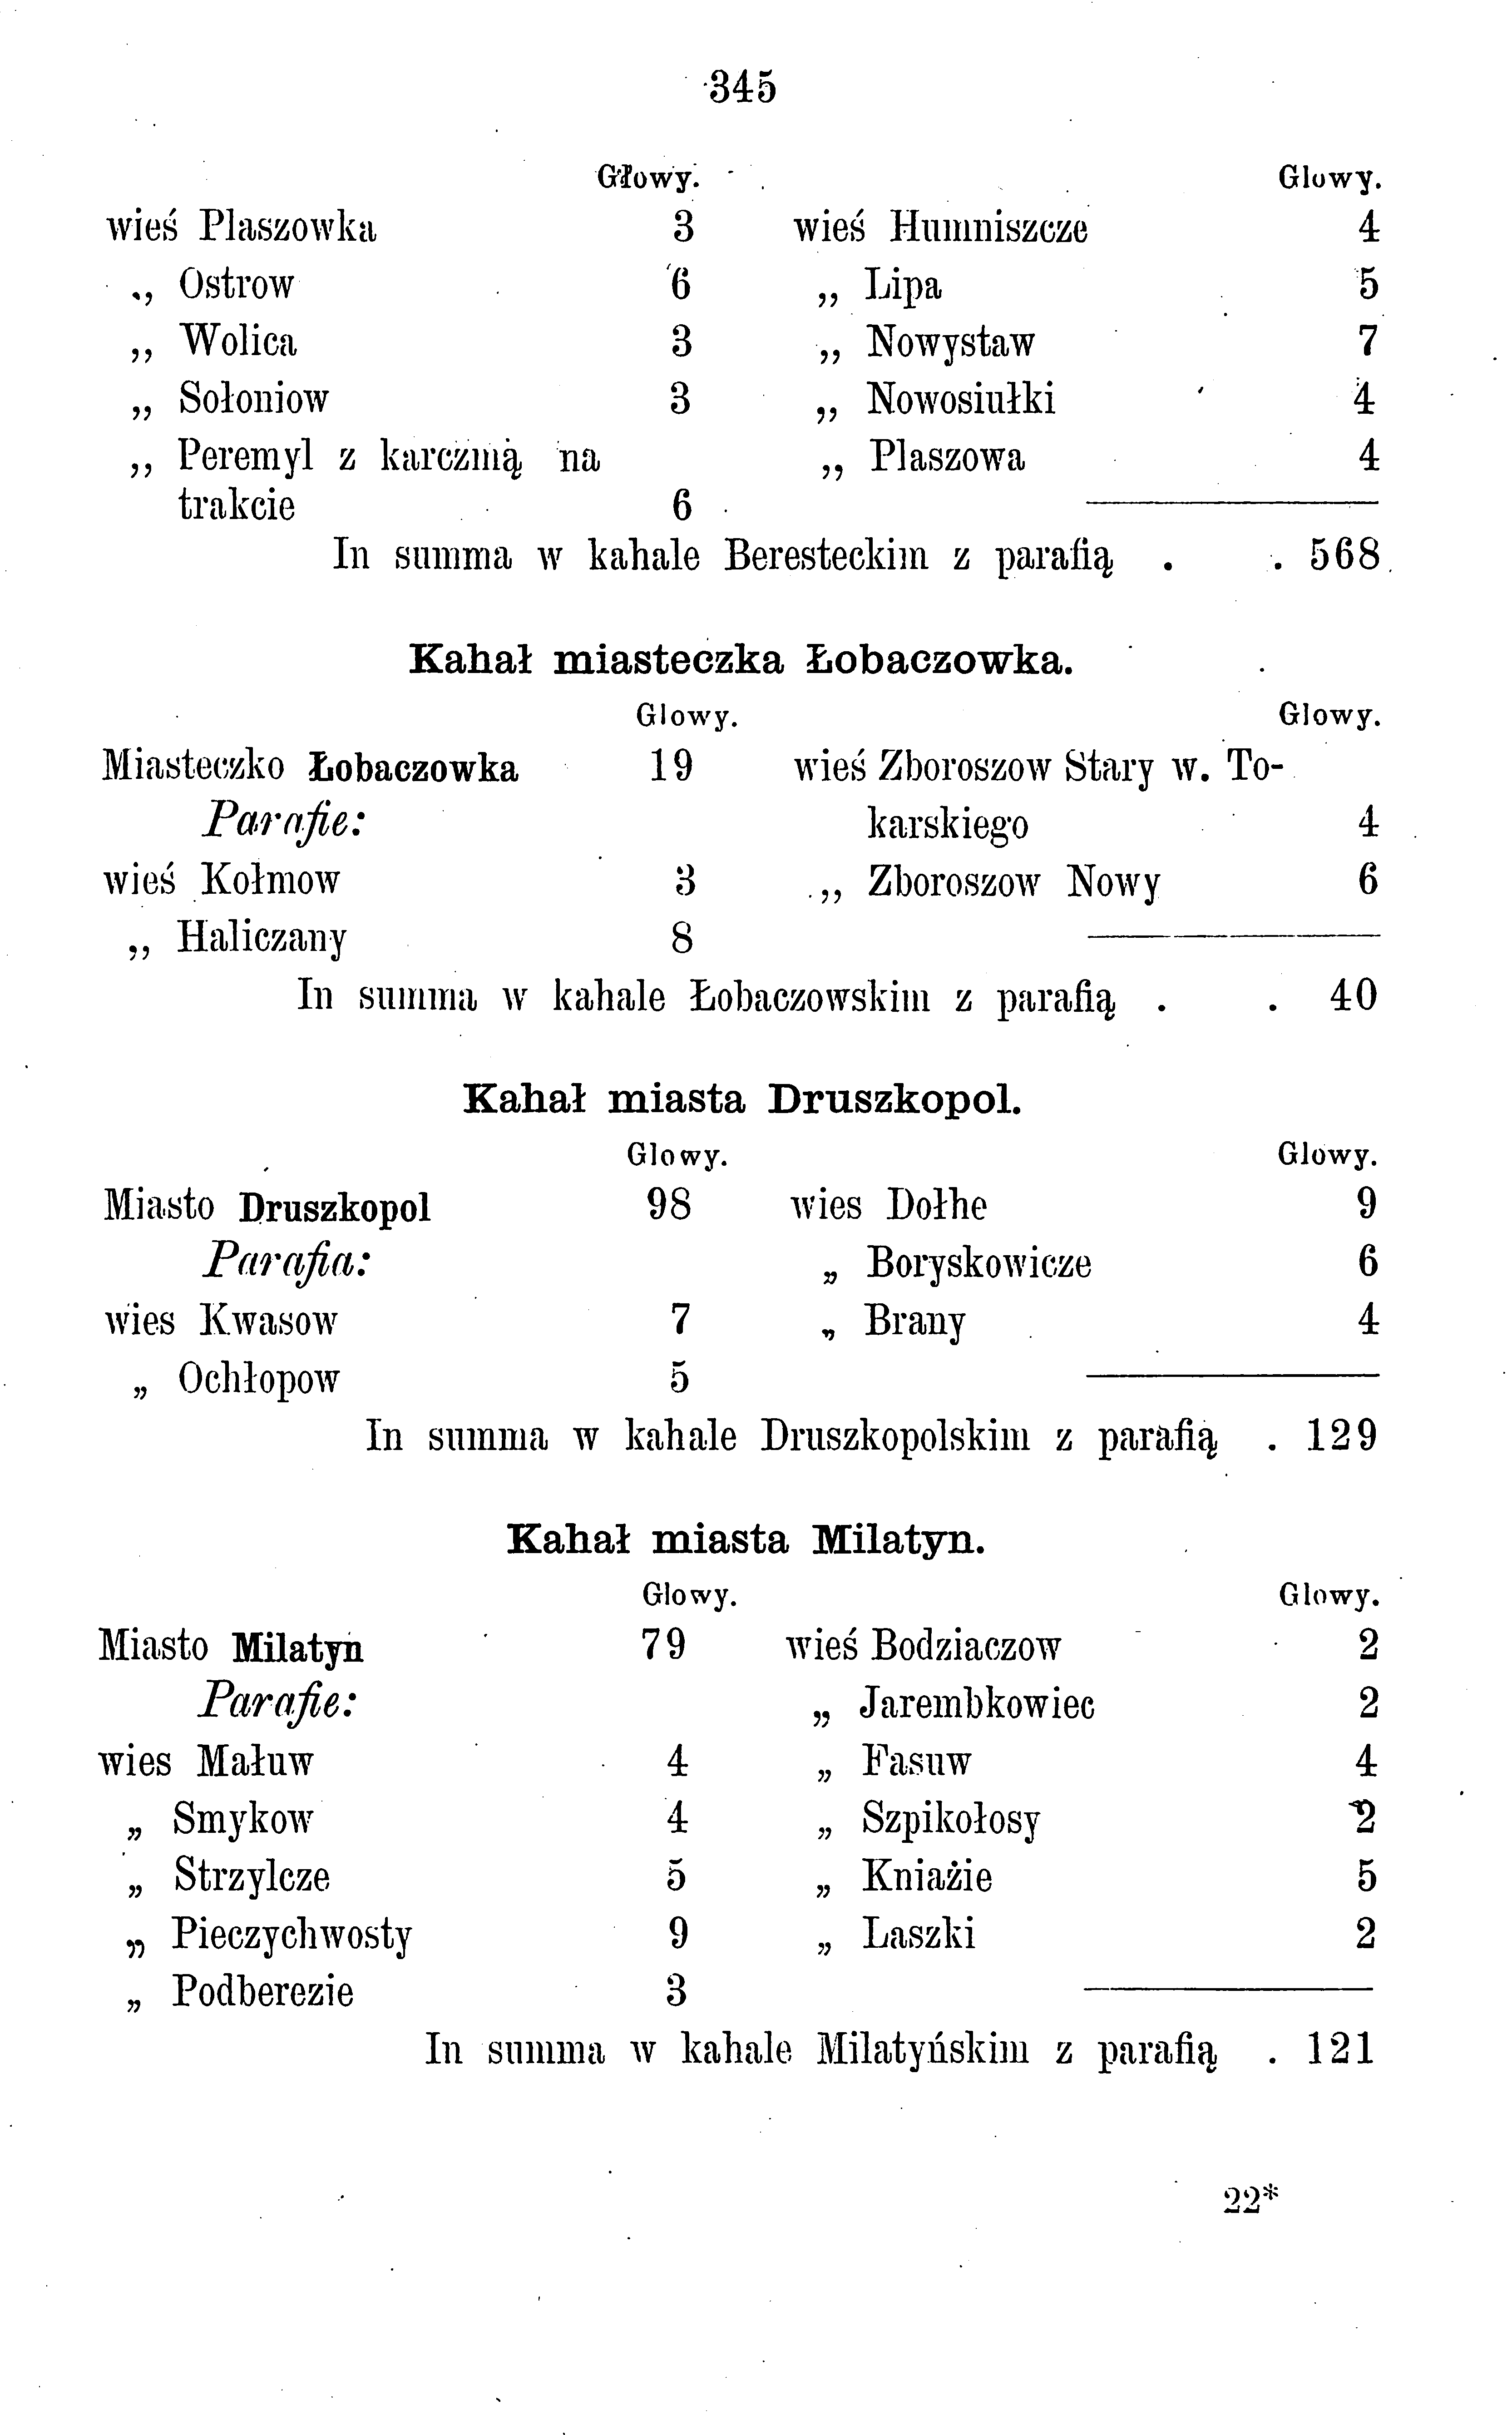 345
Głowy.
wieś Plaszowka 3
„ Ostrow 6
„ Wolica 3
„ Sołoniow 3
„ Peremyl z karczmą na
trakcie 6
Glowy.
wieś Humniszcze 4
„ Lipa 5
„ Nowystaw 7
„ Nowosiułki 4
„ Plaszowa 4
In summa w kahale Beresteckim z parafią . . 568
Kahał miasteczka Łobaczowka.
Glowy.
Miasteczko Łobaczowka 19
Parafie:
wieś Kołmow 3
„ Haliczany 8
Glowy.
wieś Zboroszow Stary w. To-
karskiego 4
„ Zboroszow Nowy 6
In summa w kahale Łobaczowskim z parafią . . 40
Kahał miasta Druszkopol.
Glowy.
Miasto Druszkopol 98
Parafia:
wies Kwasow 7
„ Ochłopow 5
Glowy.
wies Dołhe 9
„ Boryskowicze 6
„ Brany 4
In summa w kahale Druszkopolskim z parafią . 129
Kahał miasta Milatyn.
Glowy.
Miasto Milatyn 79
Parafie:
wies Małuw 4
„ Smykow 4
„ Strzylcze 5
„ Pieczychwosty 9
„ Podberezie 3
Glowy.
wieś Bodziaczow 2
„ Jarembkowiec 2
„ Fasuw 4
„ Szpikołosy 2
„ Kniażie 5
„ Laszki 2
In summa w kahale Milatyńskim z parafią . 121
22*